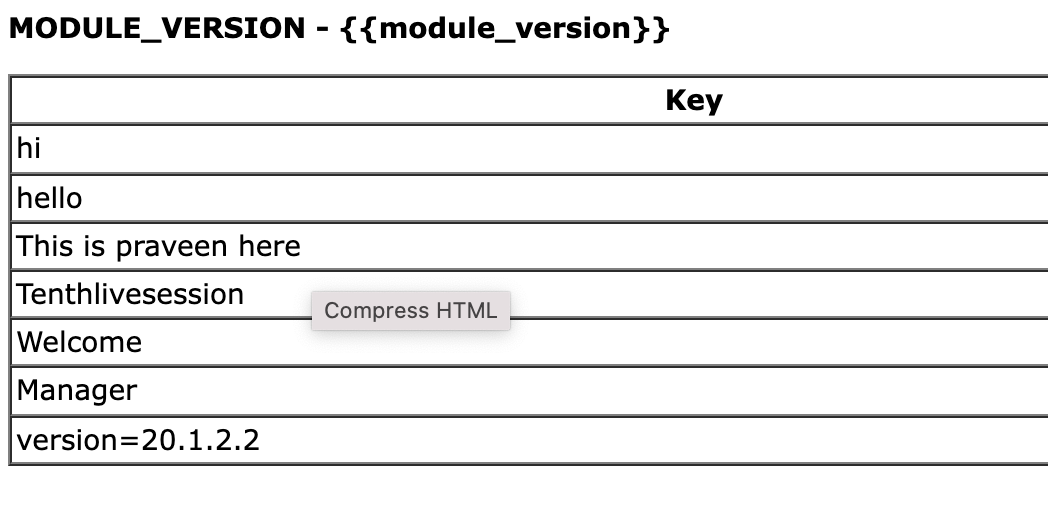 MODULE_VERSION - {{module_version}}
Key
hi
hello
This is praveen here
Tenthlivesession
Compress HTML
Welcome
Manager
version=20.1.2.2